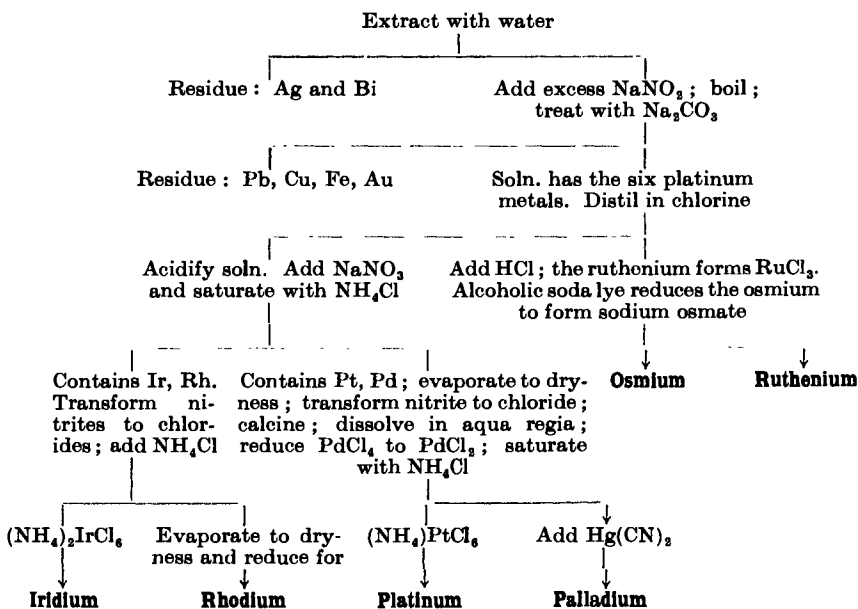 Extract with water
Residue : Ag and Bi
Add excess NaNO₂ ; boil ;
treat with Na₂CO₃
Residue : Pb, Cu, Fe, Au
Soln. has the six platinum
metals. Distil in chlorine
Acidify soln. Add NaNO₃
and saturate with NH₄Cl
Add HCl ; the ruthenium forms RuCl₃.
Alcoholic soda lye reduces the osmium
to form sodium osmate
Contains Ir, Rh.
Transform ni-
trites to chlor-
ides ; add NH₄Cl
Contains Pt, Pd ; evaporate to dry-
ness ; transform nitrite to chloride ;
calcine ; dissolve in aqua regia ;
reduce PdCl₄ to PdCl₂ ; saturate
with NH₄Cl
Osmium
Ruthenium
(NH₄)₂IrCl₆
Evaporate to dry-
ness and reduce for
(NH₄)PtCl₆
Add Hg(CN)₂
Iridium
Rhodium
Platinum
Palladium